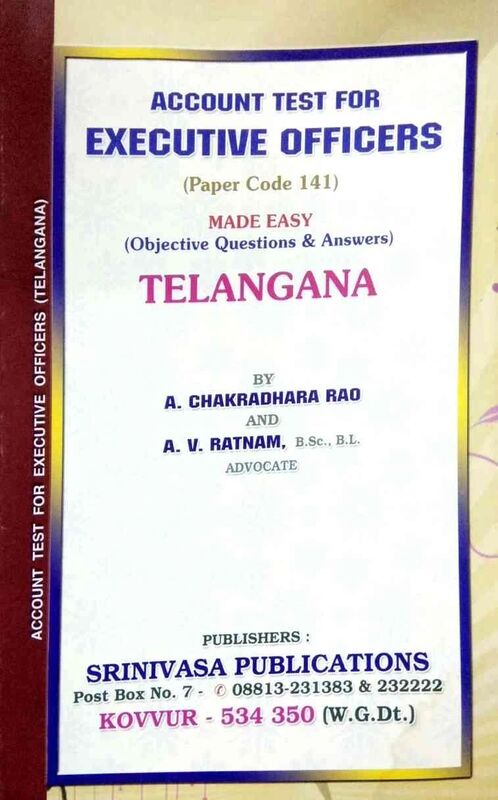 ACCOUNT TEST FOR EXECUTIVE OFFICERS (TELANGANA)
ACCOUNT TEST FOR
EXECUTIVE OFFICERS
(Paper Code 141)
MADE EASY
(Objective Questions & Answers)
TELANGANA
BY
A. CHAKRADHARA RAO
AND
A. V. RATNAM, B.Sc., B.L.
ADVOCATE
PUBLISHERS :
SRINIVASA PUBLICATIONS
Post Box No. 7 - ✆ 08813-231383 & 232222
KOVVUR - 534 350 (W.G.Dt.)